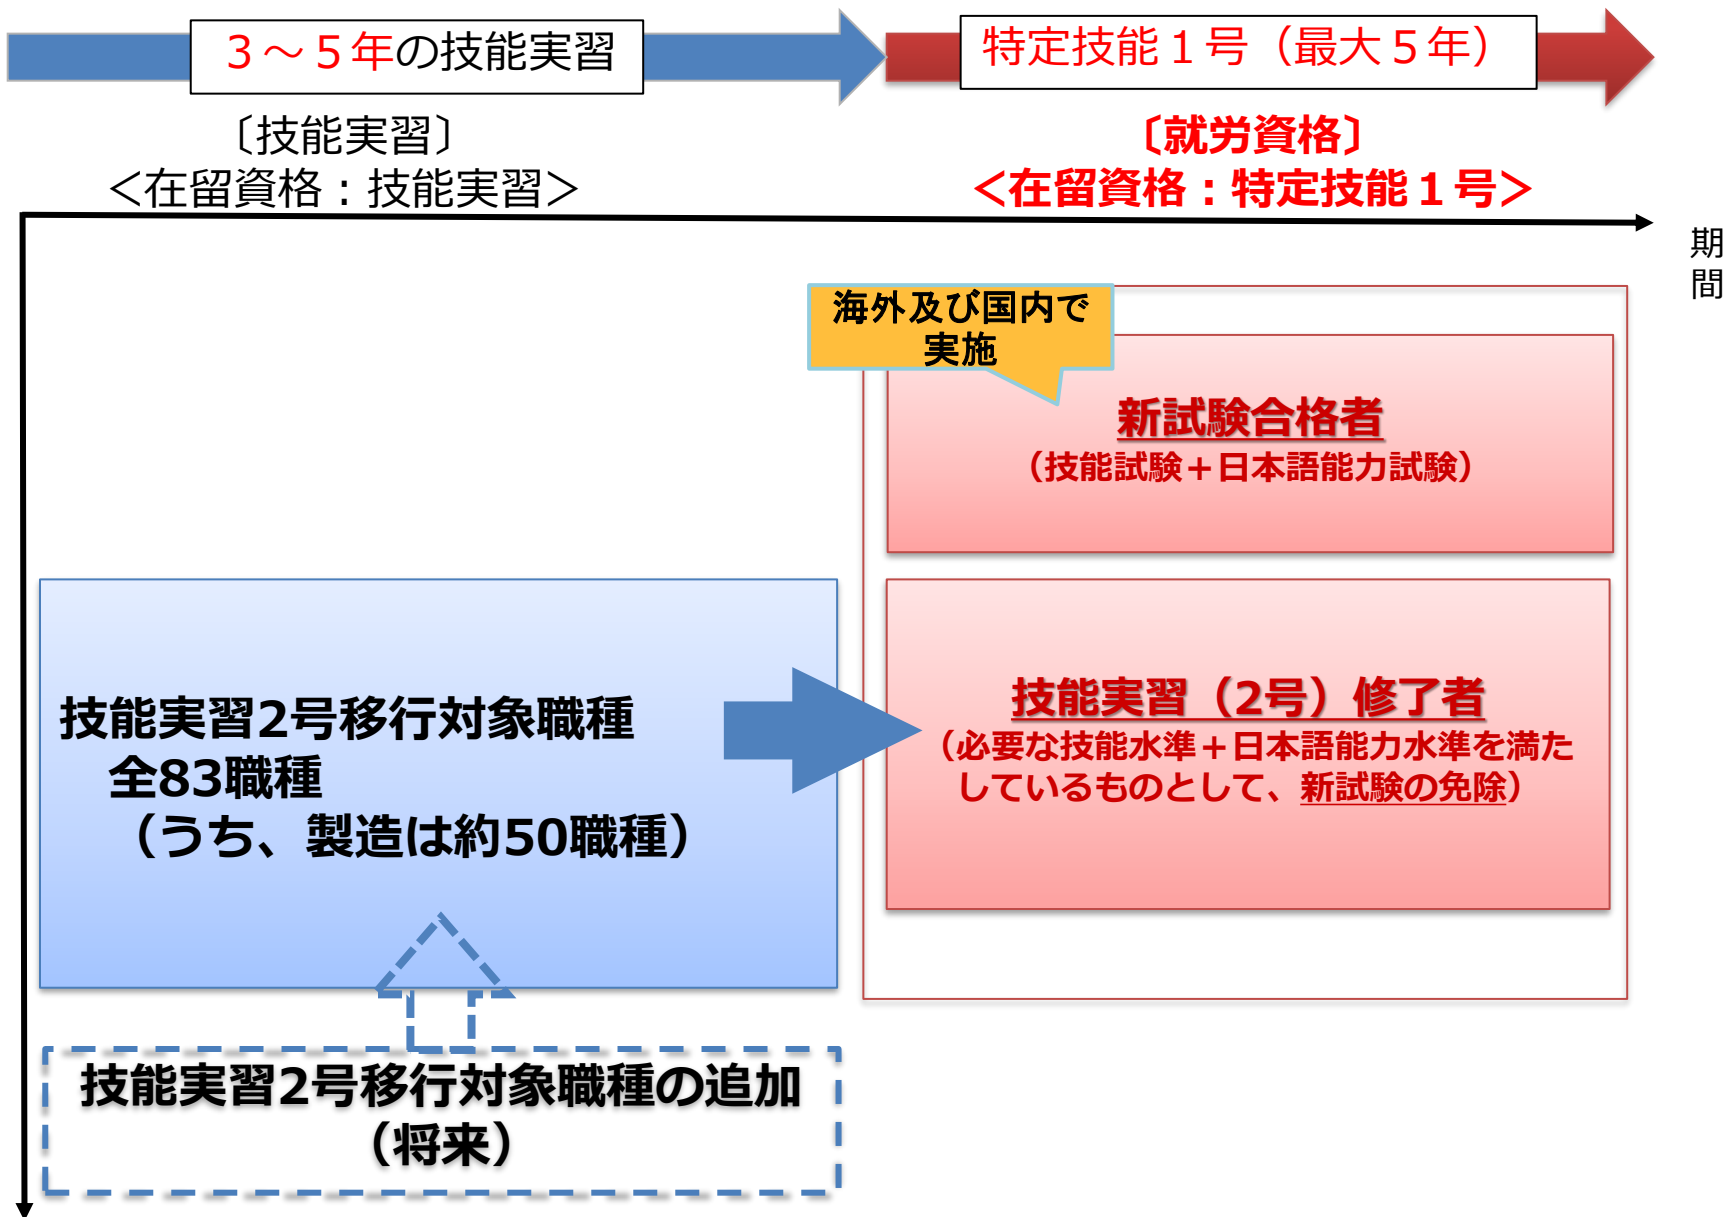 ３～５年の技能実習
特定技能１号（最大５年）
〔技能実習〕
＜在留資格：技能実習＞
〔就労資格〕
＜在留資格：特定技能１号＞
期
間
海外及び国内で
実施
新試験合格者
（技能試験＋日本語能力試験）
技能実習2号移行対象職種
全83職種
（うち、製造は約50職種）
技能実習（2号）修了者
（必要な技能水準＋日本語能力水準を満た
しているものとして、新試験の免除）
技能実習2号移行対象職種の追加
（将来）